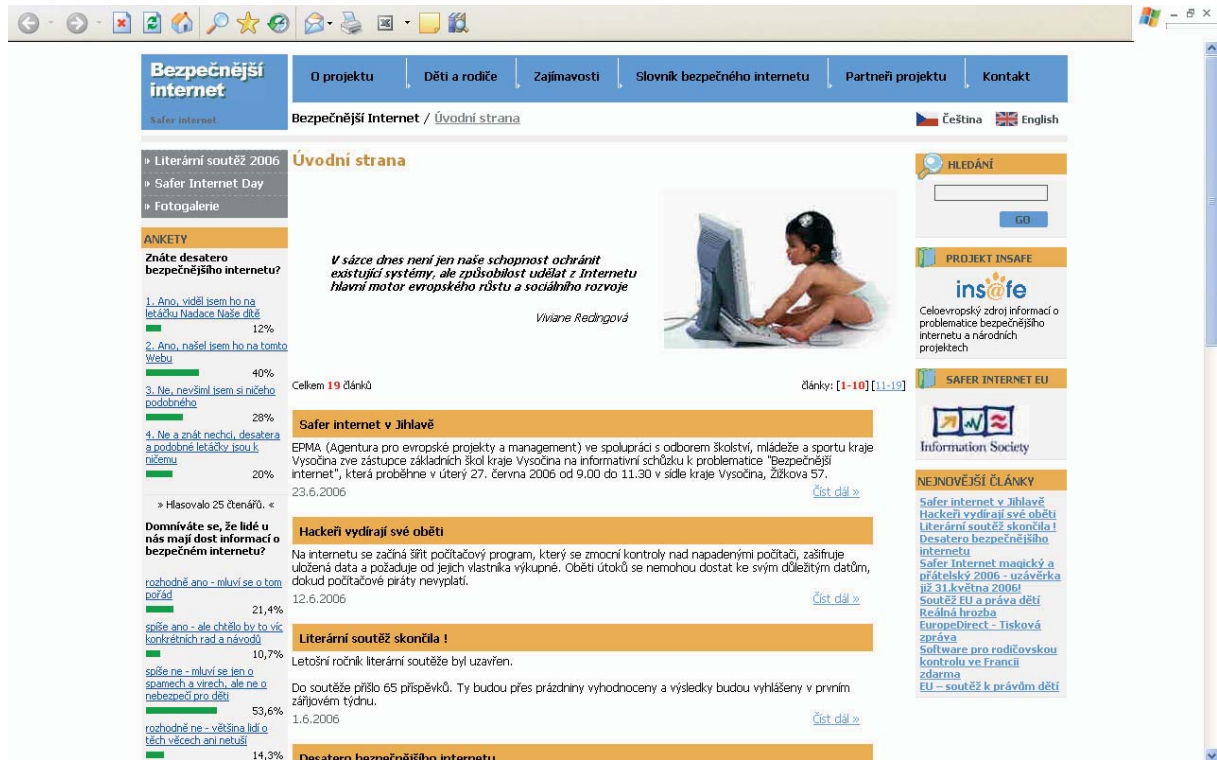 Bezpečnější
internet
Safer internet
O projektu
Děti a rodiče
Zajímavosti
Slovník bezpečného internetu
Partneři projektu
Kontakt
Bezpečnější Internet / Úvodní strana
Čeština
English
» Literární soutěž 2006
» Safer Internet Day
» Fotogalerie
ANKETY
Znáte desatero
bezpečnějšího internetu?
1. Ano, viděl jsem ho na
letáčku Nadace Naše dítě
12%
2. Ano, našel jsem ho na tomto
Webu
40%
3. Ne, nevšiml jsem si ničeho
podobného
28%
4. Ne a znát nechci, desatera
a podobné letáčky jsou k
ničemu
20%
» Hlasovalo 25 čtenářů. «
Domníváte se, že lidé u
nás mají dost informací o
bezpečném internetu?
rozhodně ano - mluví se o tom
pořád
21,4%
spíše ano - ale chtělo by to víc
konkrétních rad a návodů
10,7%
spíše ne - mluví se jen o
spamech a virech, ale ne o
nebezpečí pro děti
53,6%
rozhodně ne - většina lidí o
těch věcech ani netuší
14,3%
Úvodní strana
V sázce dnes není jen naše schopnost ochránit
existující systémy, ale způsobilost udělat z Internetu
hlavní motor evropského růstu a sociálního rozvoje
Viviane Redingová
Celkem 19 článků
články: [1-10] [11-19]
Safer internet v Jihlavě
EPMA (Agentura pro evropské projekty a management) ve spolupráci s odborem školství, mládeže a sportu kraje
Vysočina zve zástupce základních škol kraje Vysočina na informativní schůzku k problematice "Bezpečnější
internet", která proběhne v úterý 27. června 2006 od 9.00 do 11.30 v sídle kraje Vysočina, Žižkova 57.
23.6.2006
Číst dál »
Hackeři vydírají své oběti
Na internetu se začíná šířit počítačový program, který se zmocní kontroly nad napadenými počítači, zašifruje
uložená data a požaduje od jejich vlastníka výkupné. Oběti útoků se nemohou dostat ke svým důležitým datům,
dokud počítačové piráty nevyplatí.
12.6.2006
Číst dál »
Literární soutěž skončila !
Letošní ročník literární soutěže byl uzavřen.
Do soutěže přišlo 65 příspěvků. Ty budou přes prázdniny vyhodnoceny a výsledky budou vyhlášeny v prvním
zářijovém týdnu.
1.6.2006
Číst dál »
Desatero bezpečnějšího internetu
HLEDÁNÍ
GO
PROJEKT INSAFE
ins@fe
Celoevropský zdroj informací o
problematice bezpečnějšího
internetu a národních
projektech
SAFER INTERNET EU
Information Society
NEJNOVĚJŠÍ ČLÁNKY
Safer internet v Jihlavě
Hackeři vydírají své oběti
Literární soutěž skončila !
Desatero bezpečnějšího
internetu
Safer Internet magický a
přátelský 2006 - uzávěrka
již 31.května 2006!
Soutěž EU a práva dětí
Reálná hrozba
EuropeDirect - Tisková
zpráva
Software pro rodičovskou
kontrolu ve Francii
zdarma
EU – soutěž k právům dětí